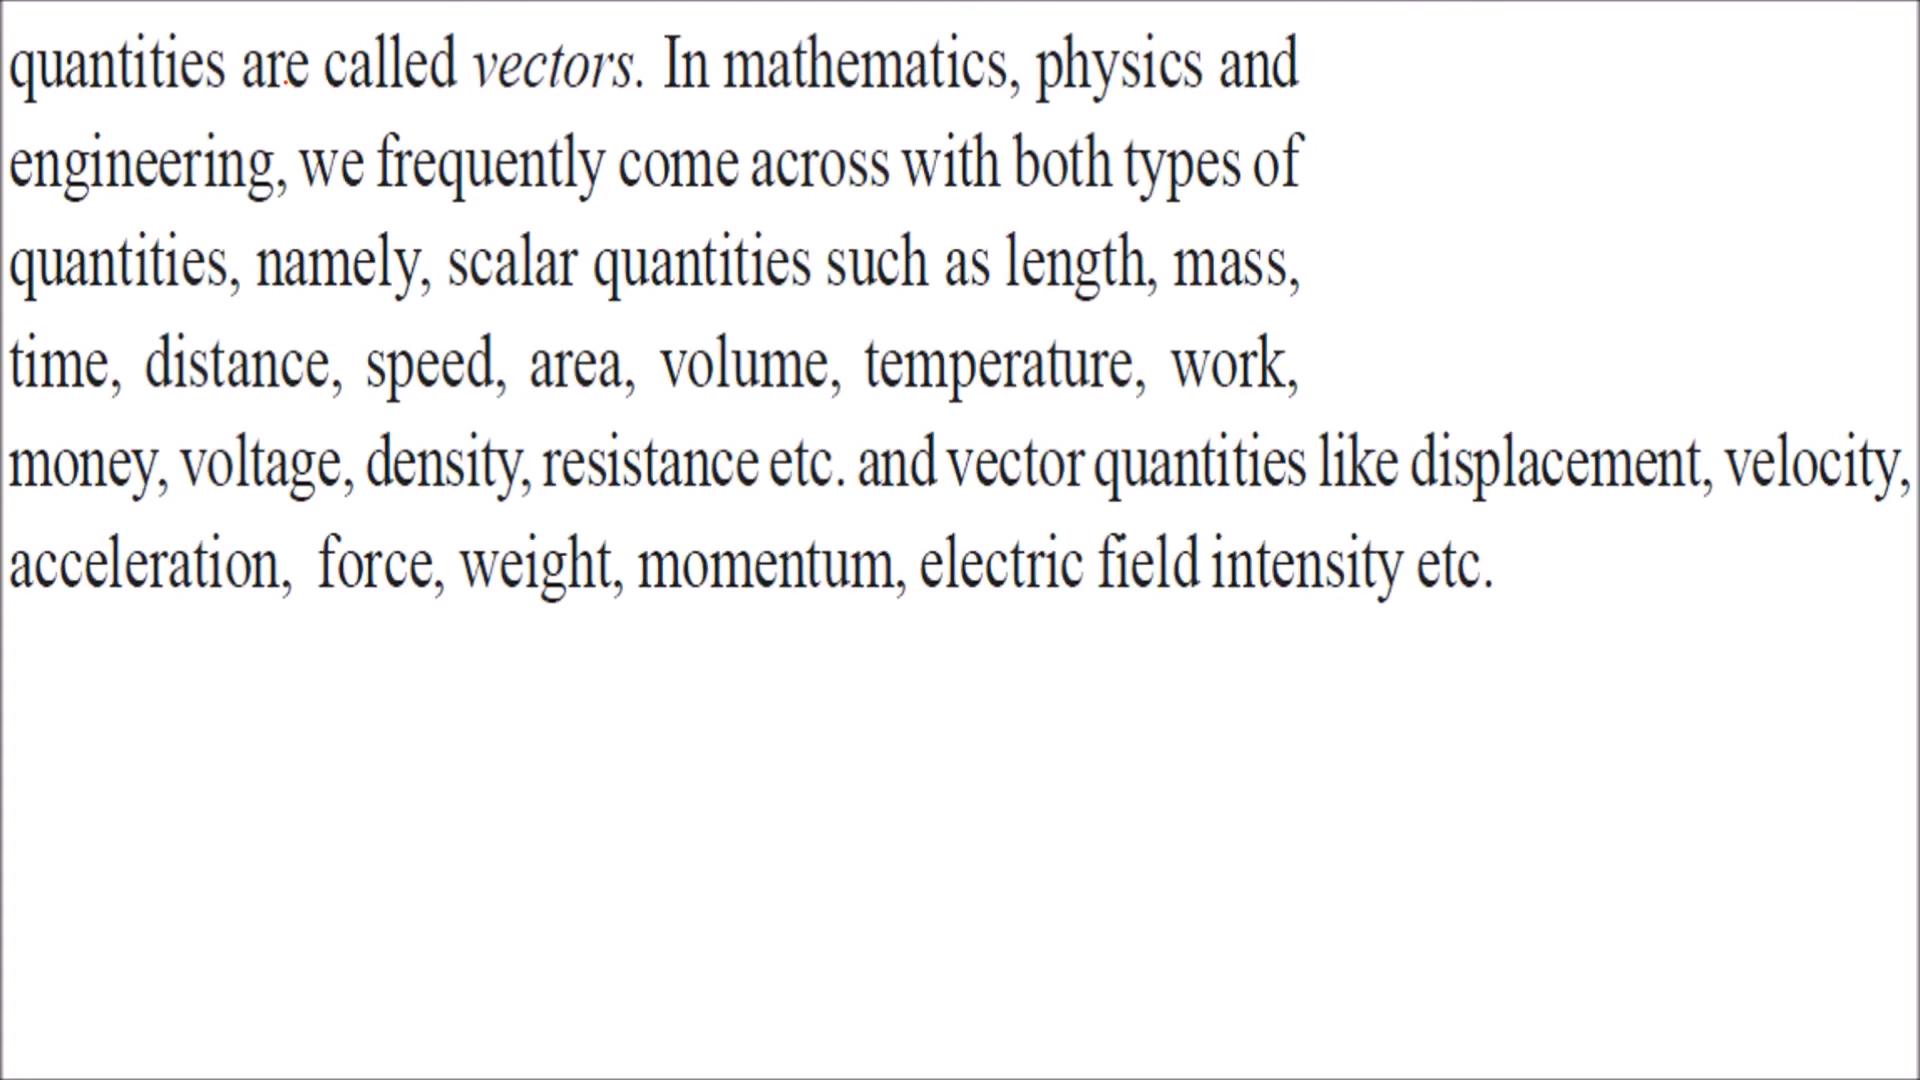 quantities are called vectors. In mathematics, physics and
engineering, we frequently come across with both types of
quantities, namely, scalar quantities such as length, mass,
time, distance, speed, area, volume, temperature, work,
money, voltage, density, resistance etc. and vector quantities like displacement, velocity,
acceleration, force, weight, momentum, electric field intensity etc.